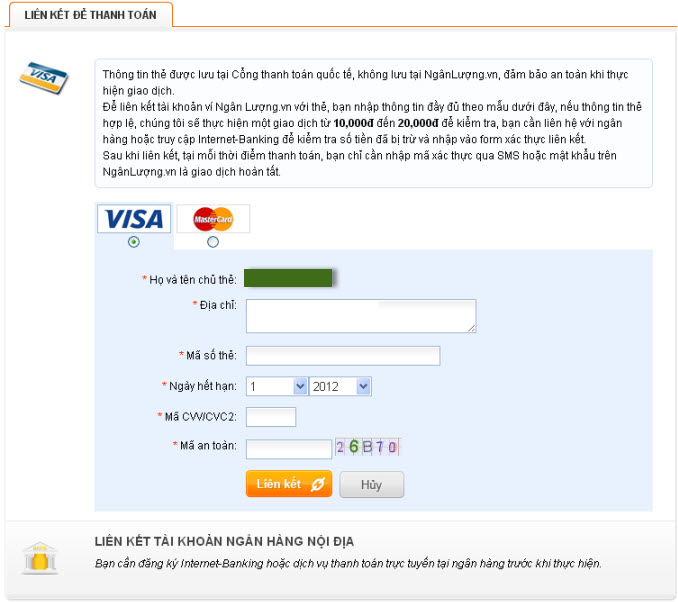 LIÊN KẾT ĐỂ THANH TOÁN
VISA
Thông tin thẻ được lưu tại Cổng thanh toán quốc tế, không lưu tại NgânLượng.vn, đảm bảo an toàn khi thực
hiện giao dịch.
Để liên kết tài khoản ví Ngân Lượng.vn với thẻ, bạn nhập thông tin đầy đủ theo mẫu dưới đây, nếu thông tin thẻ
hợp lệ, chúng tôi sẽ thực hiện một giao dịch từ 10,000đ đến 20,000đ để kiểm tra, bạn cần liên hệ với ngân
hàng hoặc truy cập Internet-Banking để kiểm tra số tiền đã bị trừ và nhập vào form xác thực liên kết.
Sau khi liên kết, tại mỗi thời điểm thanh toán, bạn chỉ cần nhập mã xác thực qua SMS hoặc mật khẩu trên
NgânLượng.vn là giao dịch hoàn tất.
VISA MasterCard
* Họ và tên chủ thẻ:
* Địa chỉ:
* Mã số thẻ:
* Ngày hết hạn: 1 2012
* Mã CVV/CVC2:
* Mã an toàn: 26B70
Liên kết Hủy
LIÊN KẾT TÀI KHOẢN NGÂN HÀNG NỘI ĐỊA
Bạn cần đăng ký Internet-Banking hoặc dịch vụ thanh toán trực tuyến tại ngân hàng trước khi thực hiện.